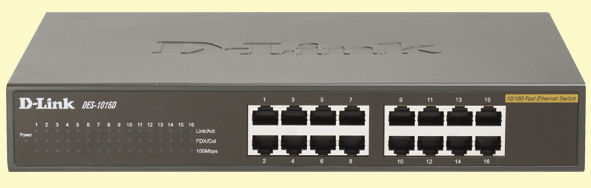 D-Link
D-Link DES-1016D
1 3 5 7 9 11 13 15 10/100 Fast Ethernet Switch
1 2 3 4 5 6 7 8 9 10 11 12 13 14 15 16
Power Link/Act
FDX/Col
100Mbps
2 4 6 8 10 12 14 16